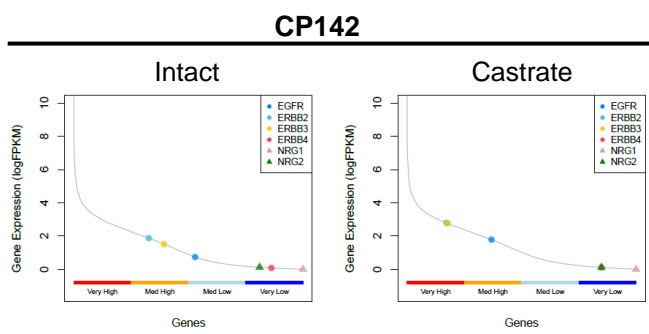 CP142
Intact
Castrate
Gene Expression (logFPKM)
10
8
6
4
2
0
EGFR
ERBB2
ERBB3
ERBB4
NRG1
NRG2
Very High
Med High
Med Low
Very Low
Genes
Gene Expression (logFPKM)
10
8
6
4
2
0
EGFR
ERBB2
ERBB3
ERBB4
NRG1
NRG2
Very High
Med High
Med Low
Very Low
Genes